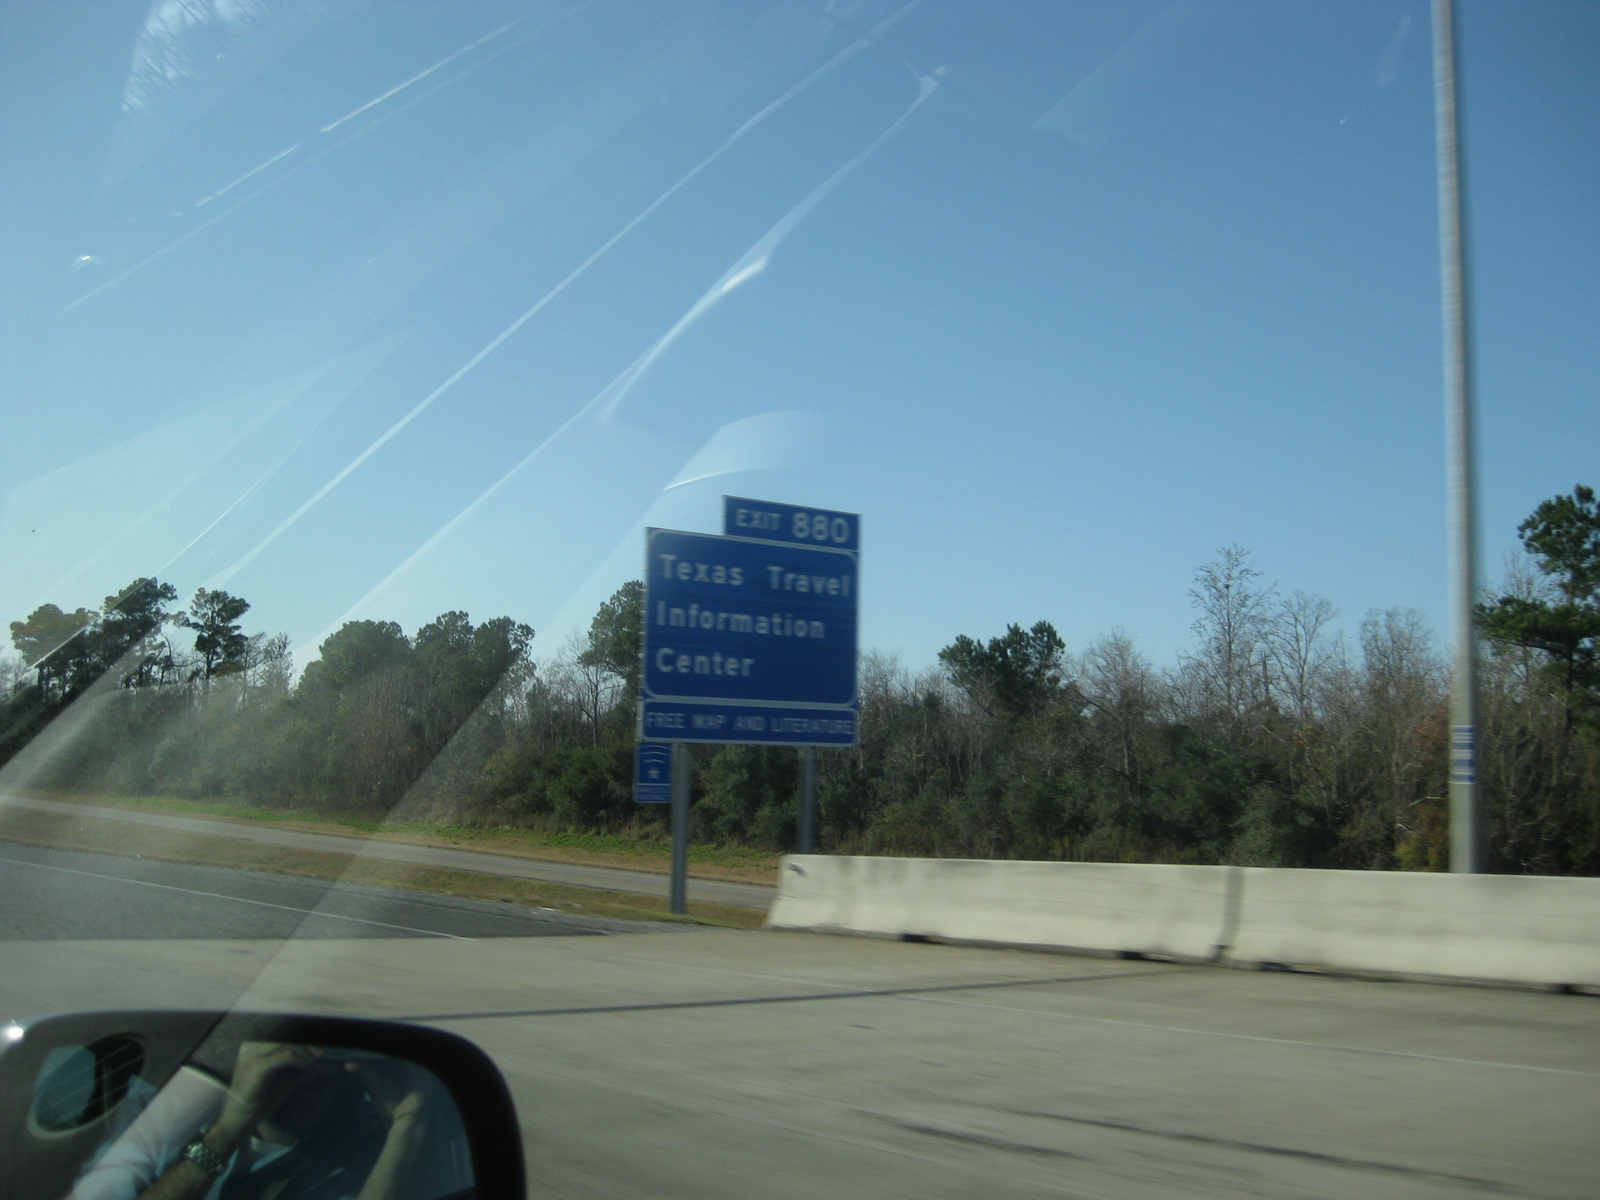 EXIT 880
Texas Travel
Information
Center
FREE MAP AND LITERATURE